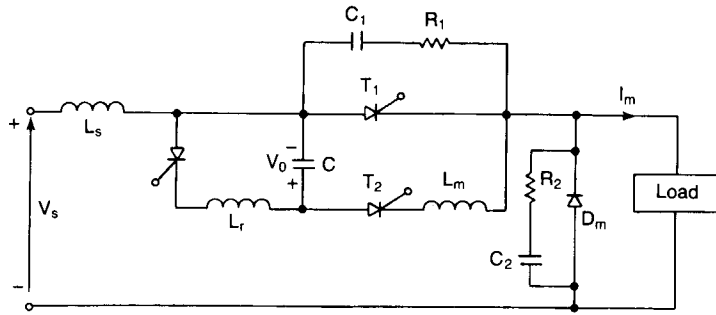 C₁ R₁
T₁
Iₘ
+
Lₛ
−
V₀ C
+
T₂ Lₘ
R₂
Load
Vₛ
Lᵣ
Dₘ
C₂
−